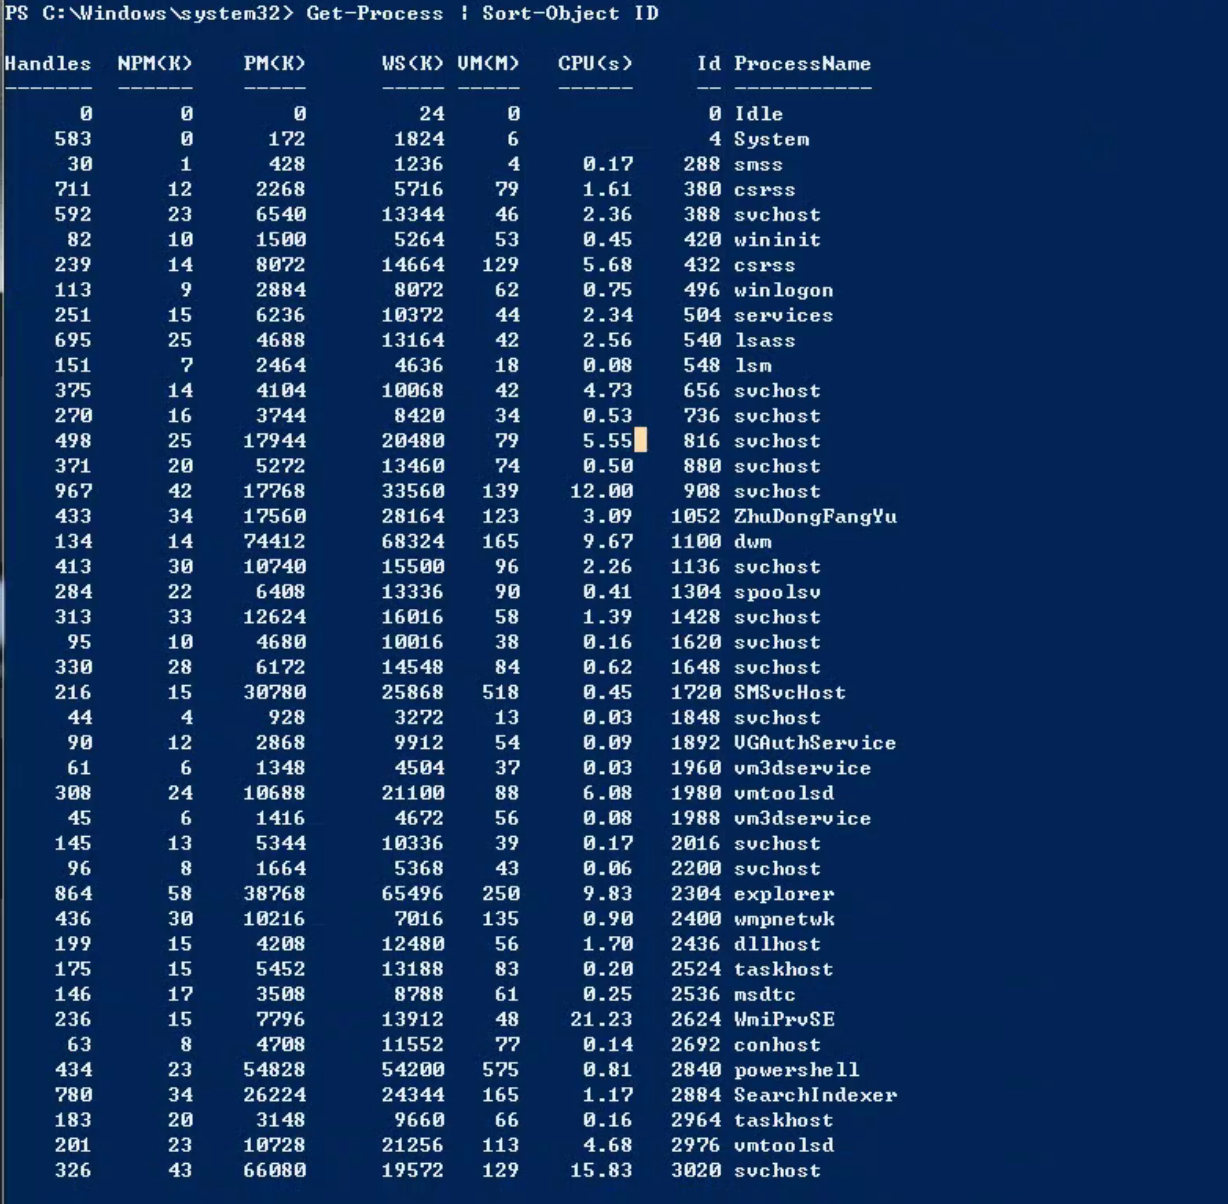 PS C:\Windows\system32> Get-Process | Sort-Object ID
Handles NPM(K) PM(K) WS(K) VM(M) CPU(s) Id ProcessName
------- ------ ----- ----- ----- ------ -- -----------
0 0 0 24 0 0 Idle
583 0 172 1824 6 4 System
30 1 428 1236 4 0.17 288 smss
711 12 2268 5716 79 1.61 380 csrss
592 23 6540 13344 46 2.36 388 svchost
82 10 1500 5264 53 0.45 420 wininit
239 14 8072 14664 129 5.68 432 csrss
113 9 2884 8072 62 0.75 496 winlogon
251 15 6236 10372 44 2.34 504 services
695 25 4688 13164 42 2.56 540 lsass
151 7 2464 4636 18 0.08 548 lsm
375 14 4104 10068 42 4.73 656 svchost
270 16 3744 8420 34 0.53 736 svchost
498 25 17944 20480 79 5.55 816 svchost
371 20 5272 13460 74 0.50 880 svchost
967 42 17768 33560 139 12.00 908 svchost
433 34 17560 28164 123 3.09 1052 ZhuDongFangYu
134 14 74412 68324 165 9.67 1100 dwm
413 30 10740 15500 96 2.26 1136 svchost
284 22 6408 13336 90 0.41 1304 spoolsv
313 33 12624 16016 58 1.39 1428 svchost
95 10 4680 10016 38 0.16 1620 svchost
330 28 6172 14548 84 0.62 1648 svchost
216 15 30780 25868 518 0.45 1720 SMSvcHost
44 4 928 3272 13 0.03 1848 svchost
90 12 2868 9912 54 0.09 1892 VGAuthService
61 6 1348 4504 37 0.03 1960 vm3dservice
308 24 10688 21100 88 6.08 1980 vmtoolsd
45 6 1416 4672 56 0.08 1988 vm3dservice
145 13 5344 10336 39 0.17 2016 svchost
96 8 1664 5368 43 0.06 2200 svchost
864 58 38768 65496 250 9.83 2304 explorer
436 30 10216 7016 135 0.90 2400 wmpnetwk
199 15 4208 12480 56 1.70 2436 dllhost
175 15 5452 13188 83 0.20 2524 taskhost
146 17 3508 8788 61 0.25 2536 msdtc
236 15 7796 13912 48 21.23 2624 WmiPrvSE
63 8 4708 11552 77 0.14 2692 conhost
434 23 54828 54200 575 0.81 2840 powershell
780 34 26224 24344 165 1.17 2884 SearchIndexer
183 20 3148 9660 66 0.16 2964 taskhost
201 23 10728 21256 113 4.68 2976 vmtoolsd
326 43 66080 19572 129 15.83 3020 svchost